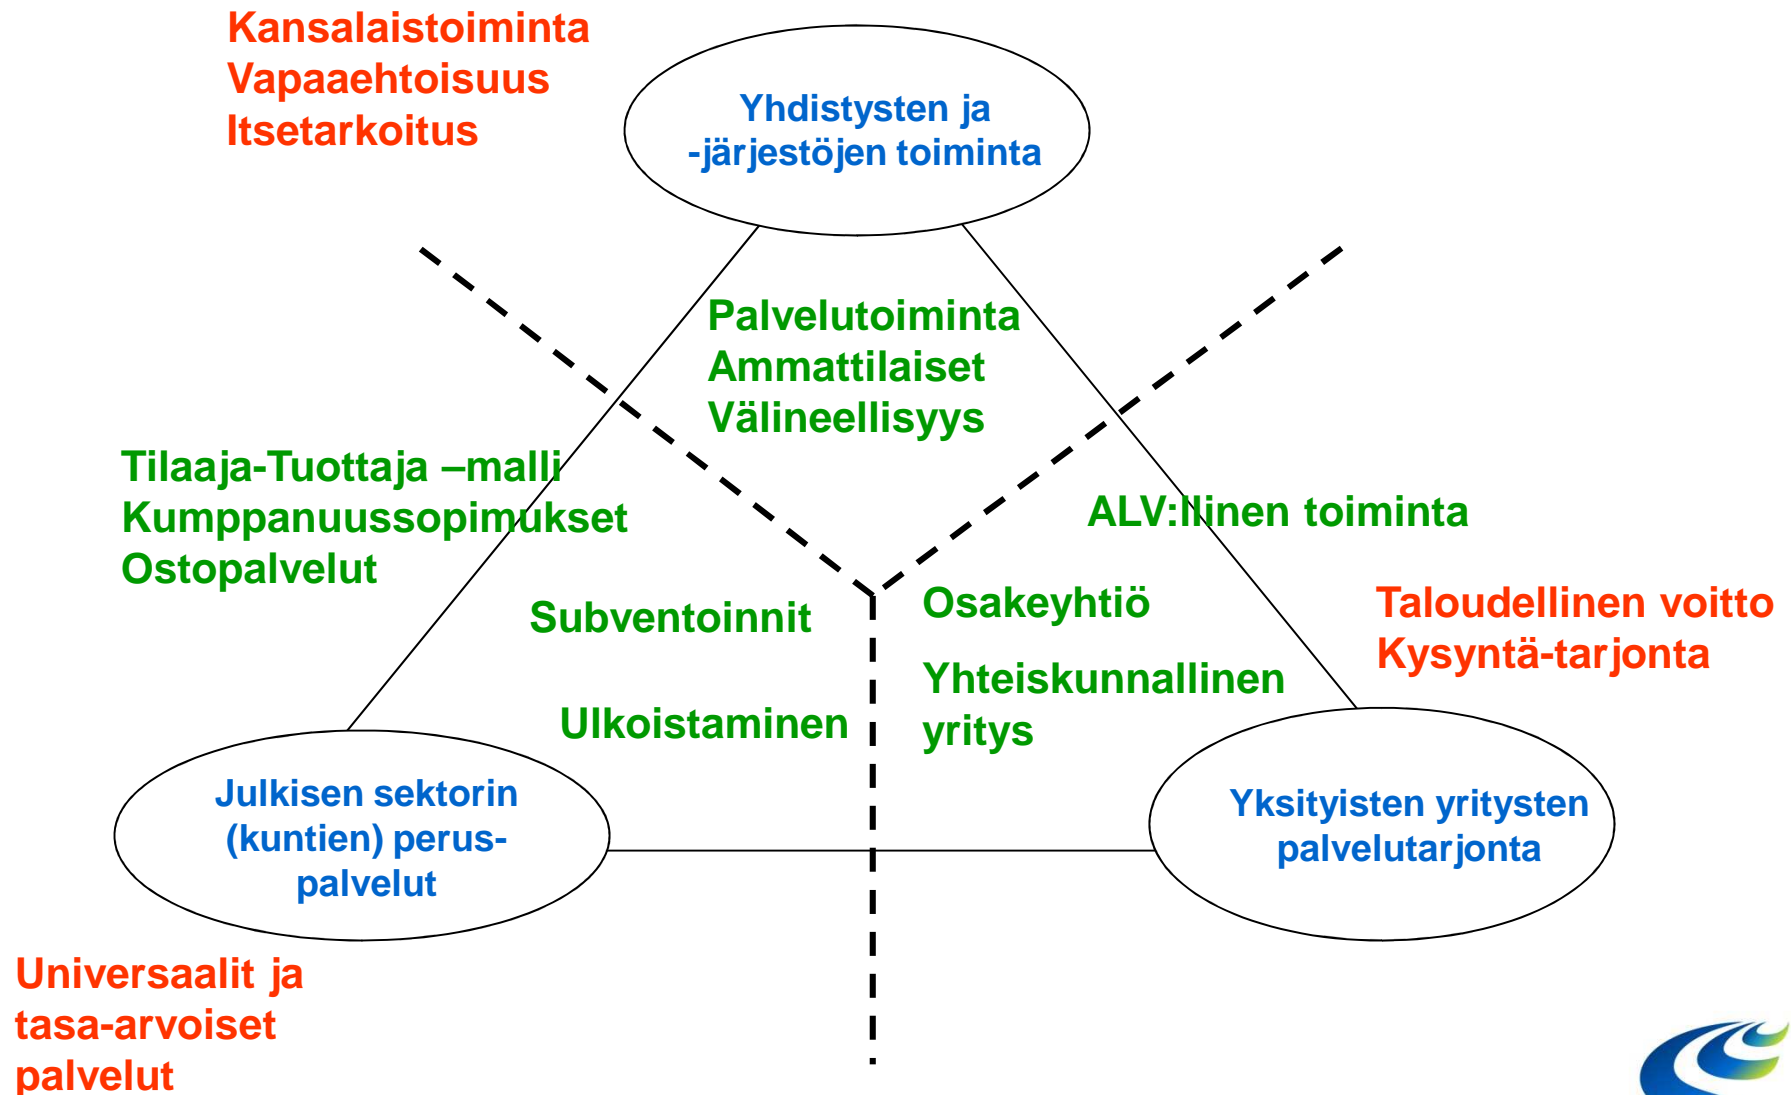 Kansalaistoiminta
Vapaaehtoisuus
Itsetarkoitus
Yhdistysten ja
-järjestöjen toiminta
Palvelutoiminta
Ammattilaiset
Välineellisyys
Tilaaja-Tuottaja –malli
Kumppanuussopimukset
Ostopalvelut
ALV:llinen toiminta
Subventoinnit
Ulkoistaminen
Osakeyhtiö
Yhteiskunnallinen
yritys
Taloudellinen voitto
Kysyntä-tarjonta
Julkisen sektorin
(kuntien) perus-
palvelut
Yksityisten yritysten
palvelutarjonta
Universaalit ja
tasa-arvoiset
palvelut